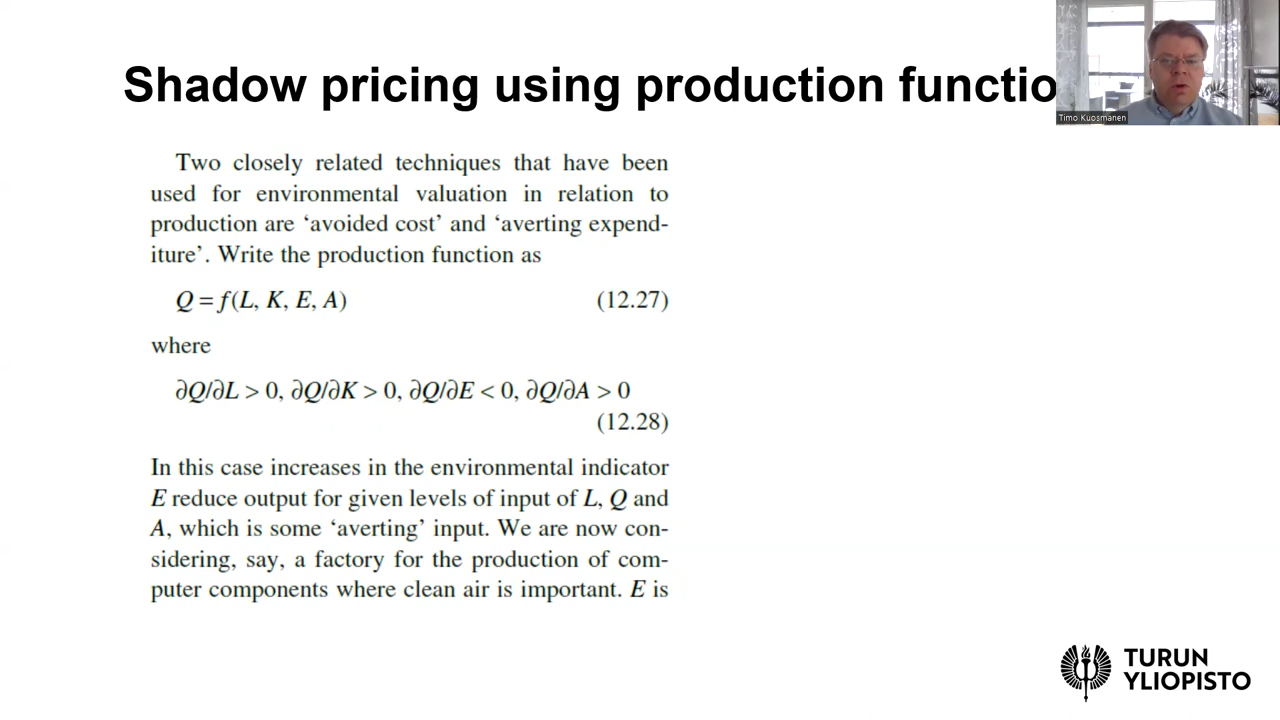 Shadow pricing using production functio
Timo Kuosmanen
Two closely related techniques that have been
used for environmental valuation in relation to
production are ‘avoided cost’ and ‘averting expend-
iture’. Write the production function as
Q = f(L, K, E, A) (12.27)
where
∂Q/∂L > 0, ∂Q/∂K > 0, ∂Q/∂E < 0, ∂Q/∂A > 0
(12.28)
In this case increases in the environmental indicator
E reduce output for given levels of input of L, Q and
A, which is some ‘averting’ input. We are now con-
sidering, say, a factory for the production of com-
puter components where clean air is important. E is
TURUN
YLIOPISTO